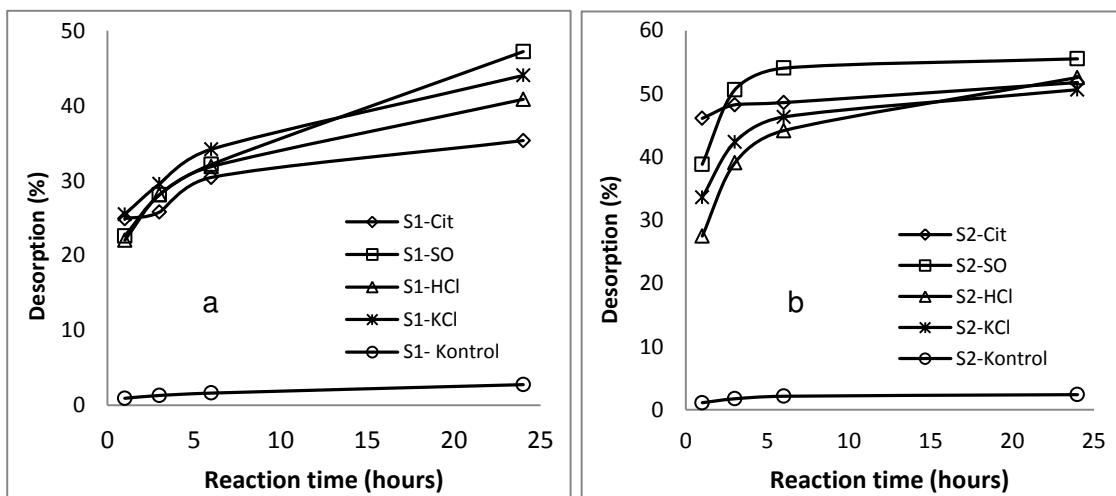 50
40
30
20
10
0
Desorption (%)
S1-Cit
S1-SO
S1-HCl
S1-KCl
S1- Kontrol
a
0 5 10 15 20 25
Reaction time (hours)
60
50
40
30
20
10
0
Desorption (%)
S2-Cit
S2-SO
S2-HCl
S2-KCl
S2-Kontrol
b
0 5 10 15 20 25
Reaction time (hours)